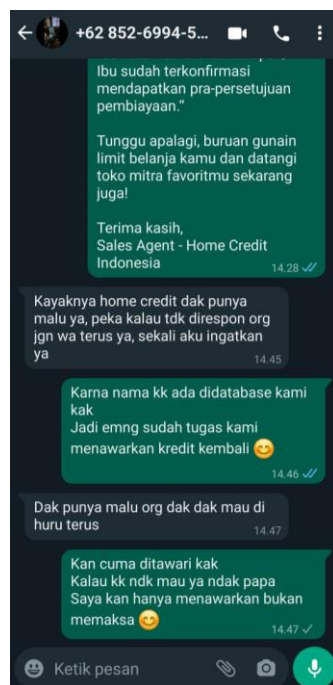 +62 852-6994-5...
Ibu sudah terkonfirmasi
mendapatkan pra-persetujuan
pembiayaan."
Tunggu apalagi, buruan gunain
limit belanja kamu dan datangi
toko mitra favoritmu sekarang
juga!
Terima kasih,
Sales Agent - Home Credit
Indonesia
14.28
Kayaknya home credit dak punya
malu ya, peka kalau tdk direspon org
jgn wa terus ya, sekali aku ingatkan
ya
14.45
Karna nama kk ada didatabase kami
kak
Jadi emng sudah tugas kami
menawarkan kredit kembali 😊
14.46
Dak punya malu org dak dak mau di
huru terus
14.47
Kan cuma ditawari kak
Kalau kk ndk mau ya ndak papa
Saya kan hanya menawarkan bukan
memaksa 😊
14.47
Ketik pesan